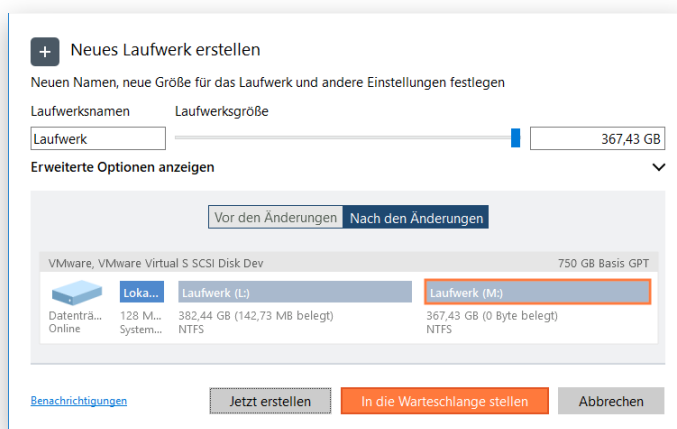 Neues Laufwerk erstellen
Neuen Namen, neue Größe für das Laufwerk und andere Einstellungen festlegen
Laufwerksnamen Laufwerksgröße
Laufwerk 367,43 GB
Erweiterte Optionen anzeigen
Vor den Änderungen Nach den Änderungen
VMware, VMware Virtual S SCSI Disk Dev 750 GB Basis GPT
Loka... Laufwerk (L:) Laufwerk (M:)
Datenträ... 128 M... 382,44 GB (142,73 MB belegt) 367,43 GB (0 Byte belegt)
Online System... NTFS NTFS
Benachrichtigungen Jetzt erstellen In die Warteschlange stellen Abbrechen